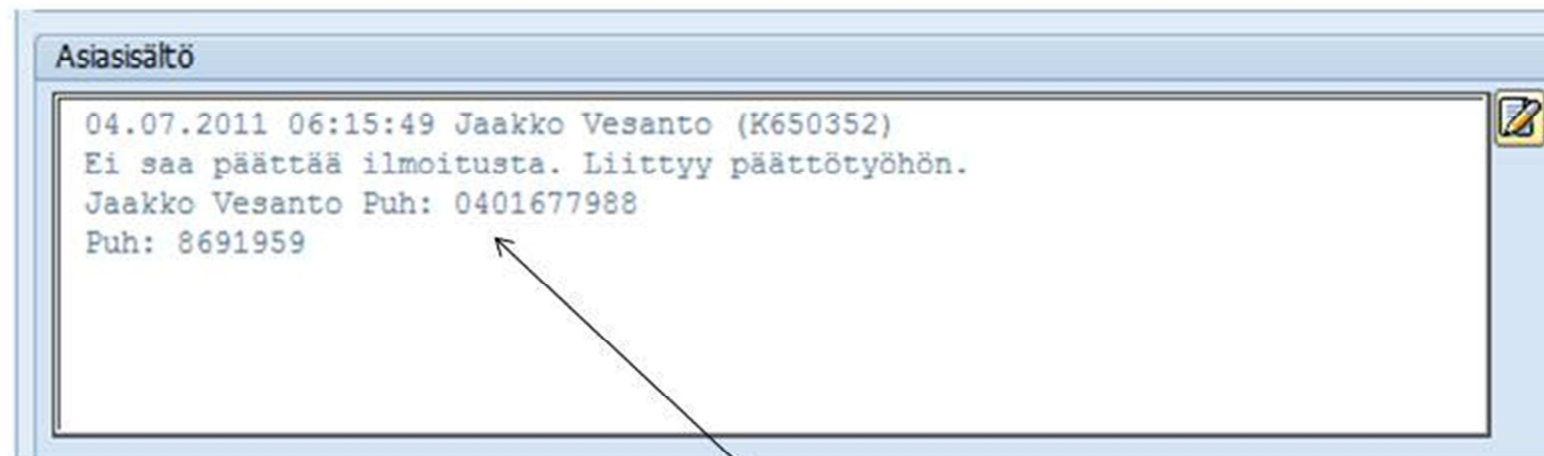 Asiasisältö
04.07.2011 06:15:49 Jaakko Vesanto (K650352)
Ei saa päättää ilmoitusta. Liittyy päättötyöhön.
Jaakko Vesanto Puh: 0401677988
Puh: 8691959